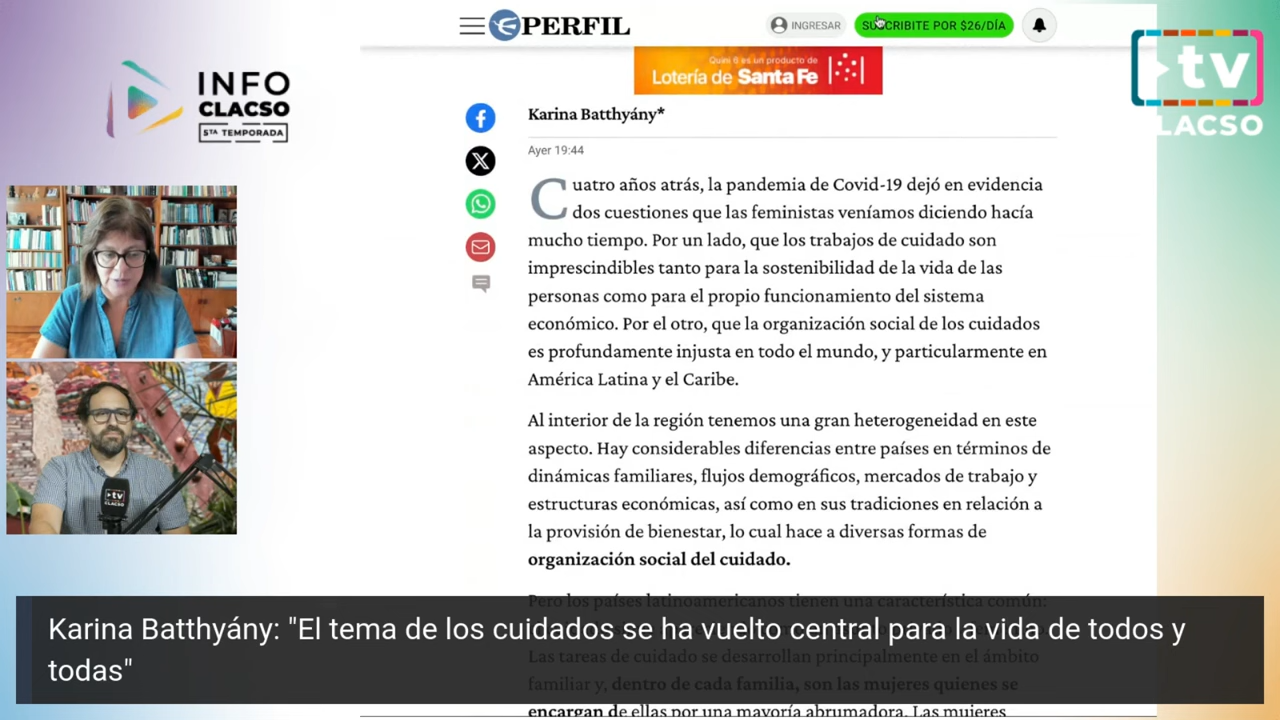 PERFIL
INGRESAR
SUSCRIBITE POR $26/DÍA
Quini 6 es un producto de
Lotería de Santa Fe
INFO
CLACSO
5TA TEMPORADA
tv
CLACSO
Karina Batthyány*
Ayer 19:44
Cuatro años atrás, la pandemia de Covid-19 dejó en evidencia
dos cuestiones que las feministas veníamos diciendo hacía
mucho tiempo. Por un lado, que los trabajos de cuidado son
imprescindibles tanto para la sostenibilidad de la vida de las
personas como para el propio funcionamiento del sistema
económico. Por el otro, que la organización social de los cuidados
es profundamente injusta en todo el mundo, y particularmente en
América Latina y el Caribe.
Al interior de la región tenemos una gran heterogeneidad en este
aspecto. Hay considerables diferencias entre países en términos de
dinámicas familiares, flujos demográficos, mercados de trabajo y
estructuras económicas, así como en sus tradiciones en relación a
la provisión de bienestar, lo cual hace a diversas formas de
organización social del cuidado.
Pero los países latinoamericanos tienen una característica común:
Las tareas de cuidado se desarrollan principalmente en el ámbito
familiar y, dentro de cada familia, son las mujeres quienes se
encargan de ellas por una mayoría abrumadora. Las mujeres
tv
CLACSO
Karina Batthyány: "El tema de los cuidados se ha vuelto central para la vida de todos y
todas"